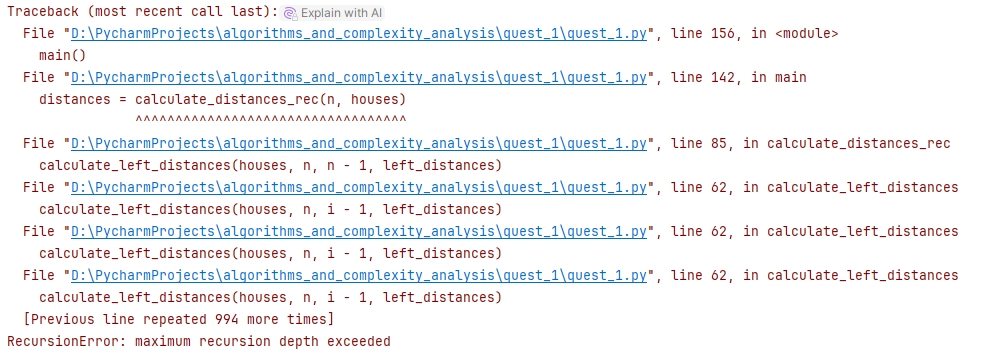 Traceback (most recent call last): Explain with AI
  File "D:\PycharmProjects\algorithms_and_complexity_analysis\quest_1\quest_1.py", line 156, in <module>
    main()
  File "D:\PycharmProjects\algorithms_and_complexity_analysis\quest_1\quest_1.py", line 142, in main
    distances = calculate_distances_rec(n, houses)
                ^^^^^^^^^^^^^^^^^^^^^^^^^^^^^^^^^^
  File "D:\PycharmProjects\algorithms_and_complexity_analysis\quest_1\quest_1.py", line 85, in calculate_distances_rec
    calculate_left_distances(houses, n, n - 1, left_distances)
  File "D:\PycharmProjects\algorithms_and_complexity_analysis\quest_1\quest_1.py", line 62, in calculate_left_distances
    calculate_left_distances(houses, n, i - 1, left_distances)
  File "D:\PycharmProjects\algorithms_and_complexity_analysis\quest_1\quest_1.py", line 62, in calculate_left_distances
    calculate_left_distances(houses, n, i - 1, left_distances)
  File "D:\PycharmProjects\algorithms_and_complexity_analysis\quest_1\quest_1.py", line 62, in calculate_left_distances
    calculate_left_distances(houses, n, i - 1, left_distances)
  [Previous line repeated 994 more times]
RecursionError: maximum recursion depth exceeded